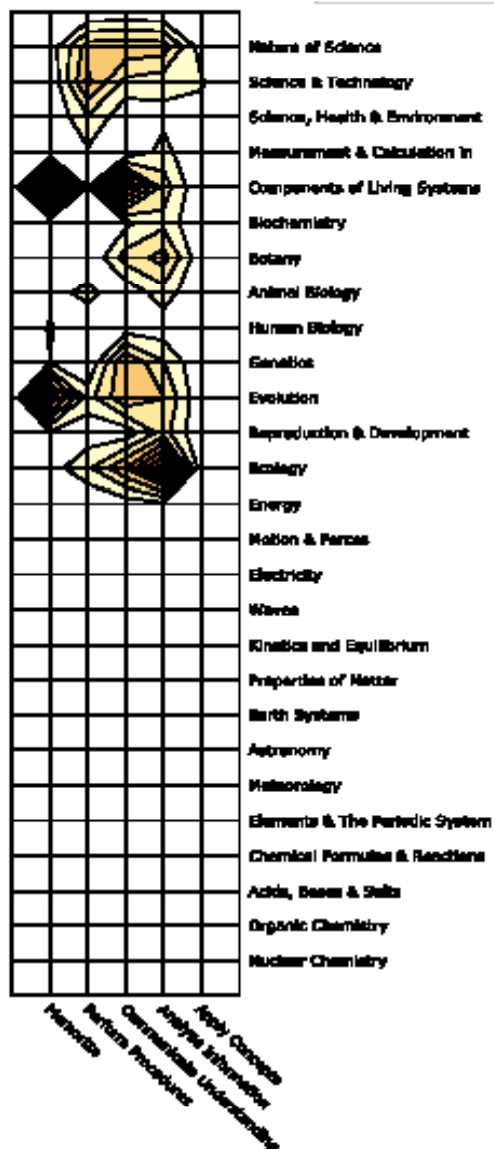 Nature of Science
Science & Technology
Science, Health & Environment
Measurement & Calculation in
Components of Living Systems
Biochemistry
Botany
Animal Biology
Human Biology
Genetics
Evolution
Reproduction & Development
Ecology
Energy
Motion & Forces
Electricity
Waves
Kinetics and Equilibrium
Properties of Matter
Earth Systems
Astronomy
Meteorology
Elements & The Periodic System
Chemical Formulas & Reactions
Acids, Bases & Salts
Organic Chemistry
Nuclear Chemistry
Memorize
Perform Procedures
Communicate Understanding
Analyze Information
Apply Concepts